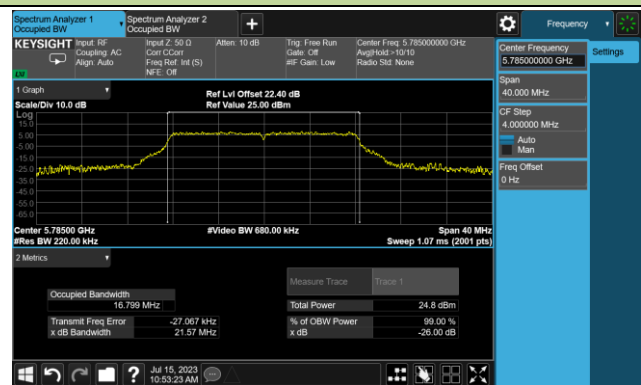 Spectrum Analyzer 1
Occupied BW
Spectrum Analyzer 2
Occupied BW
+
Frequency
KEYSIGHT
Input: RF
Coupling: AC
Align: Auto
Input Z: 50 Ω
Corr CCorr
Freq Ref: Int (S)
NFE: Off
Atten: 10 dB
Trig: Free Run
Gate: Off
#IF Gain: Low
Center Freq: 5.785000000 GHz
Avg|Hold:>10/10
Radio Std: None
Center Frequency
5.785000000 GHz
Settings
Span
40.000 MHz
CF Step
4.000000 MHz
Auto
Man
Freq Offset
0 Hz
1 Graph
Scale/Div 10.0 dB
Ref Lvl Offset 22.40 dB
Ref Value 25.00 dBm
Log
15.0
5.00
-5.00
-15.0
-25.0
-35.0
-45.0
-55.0
-65.0
Center 5.78500 GHz
#Res BW 220.00 kHz
#Video BW 680.00 kHz
Span 40 MHz
Sweep 1.07 ms (2001 pts)
2 Metrics
Measure Trace
Trace 1
Occupied Bandwidth
16.799 MHz
Total Power
24.8 dBm
Transmit Freq Error
-27.067 kHz
% of OBW Power
99.00 %
x dB Bandwidth
21.57 MHz
x dB
-26.00 dB
?
Jul 15, 2023
10:53:23 AM